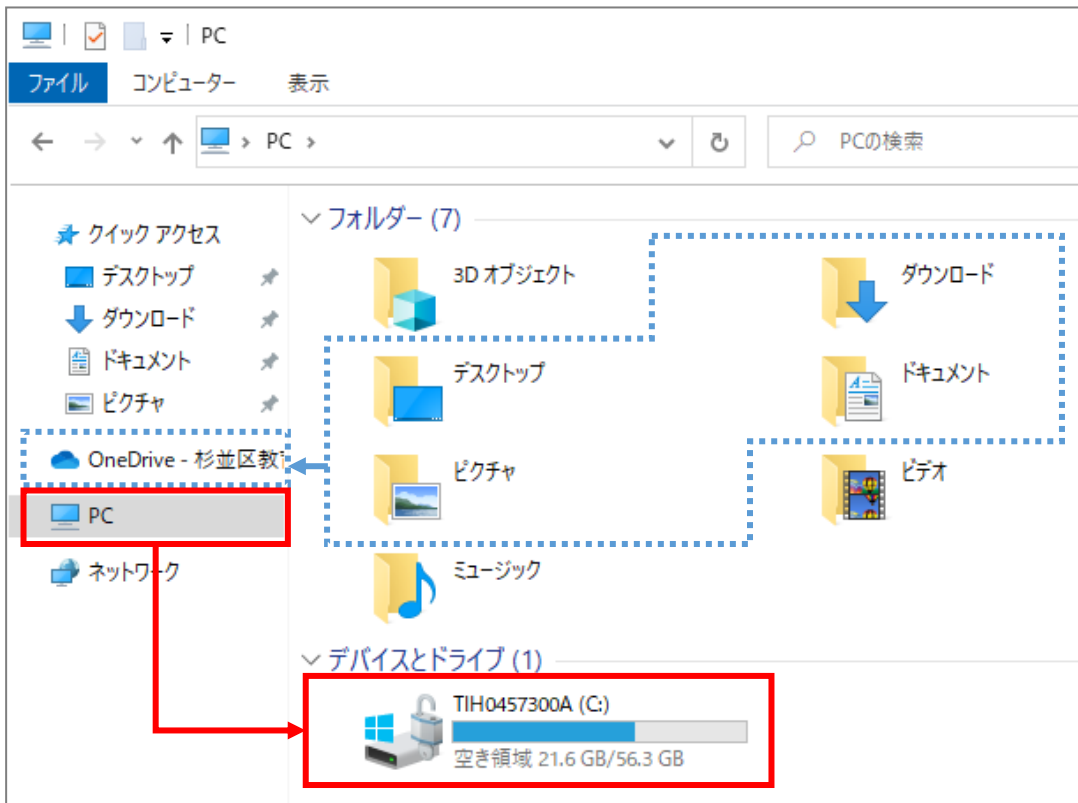 PC
ファイル コンピューター 表示
PC
PCの検索
クイック アクセス
デスクトップ
ダウンロード
ドキュメント
ピクチャ
OneDrive - 杉並区教
PC
ネットワーク
フォルダー (7)
3D オブジェクト
ダウンロード
デスクトップ
ドキュメント
ピクチャ
ビデオ
ミュージック
デバイスとドライブ (1)
TIH0457300A (C:)
空き領域 21.6 GB/56.3 GB